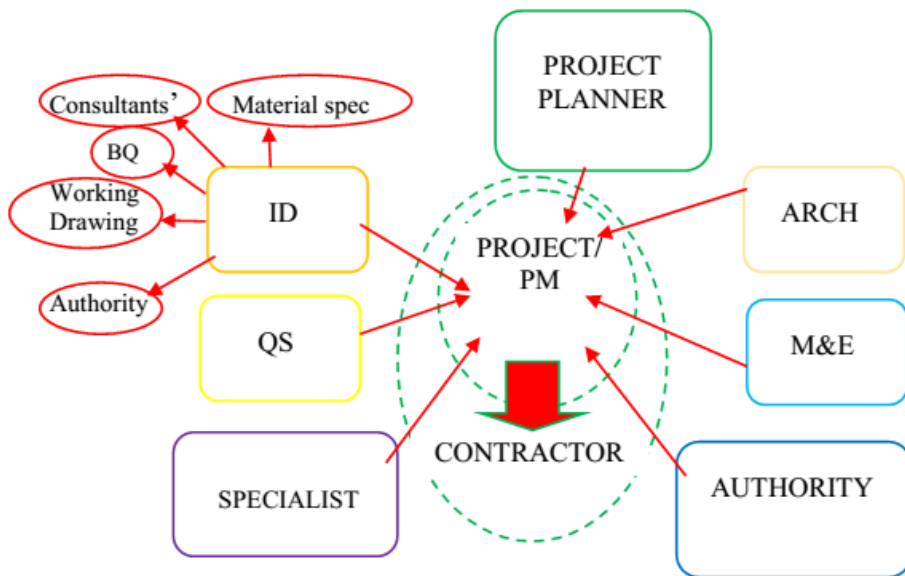 PROJECT
PLANNER
Consultants’
Material spec
BQ
Working
Drawing
ID
ARCH
PROJECT/
PM
Authority
QS
M&E
CONTRACTOR
SPECIALIST
AUTHORITY